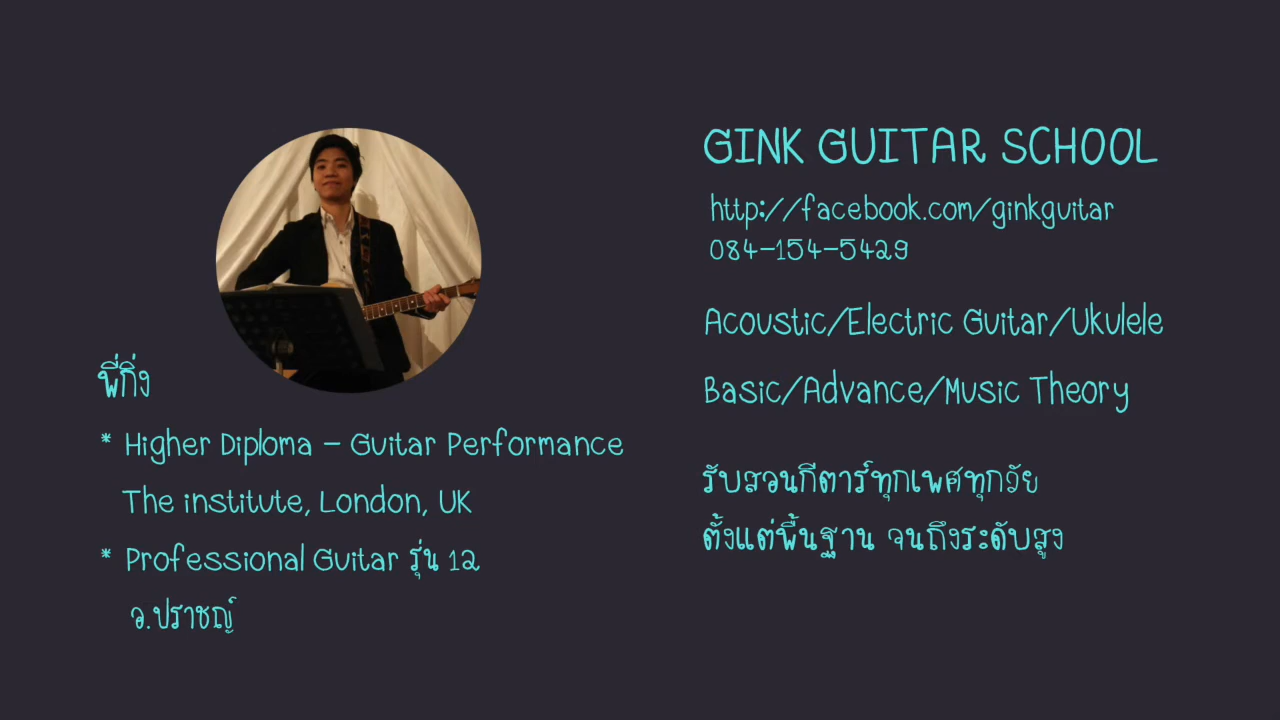 พี่กิ่ง
* Higher Diploma - Guitar Performance
The institute, London, UK
* Professional Guitar รุ่น 12
อ.ปราชญ์
GINK GUITAR SCHOOL
http://facebook.com/ginkguitar
084-154-5429
Acoustic/Electric Guitar/Ukulele
Basic/Advance/Music Theory
รับสอนกีตาร์ทุกเพศทุกวัย
ตั้งแต่พื้นฐาน จนถึงระดับสูง